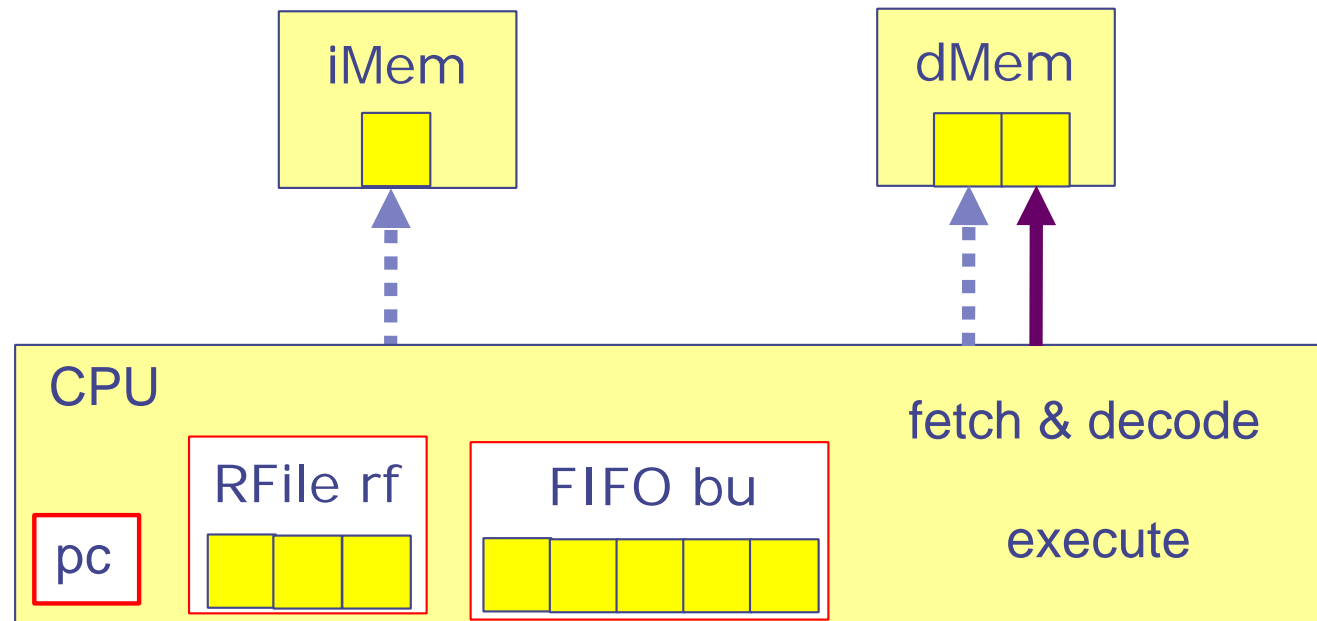 iMem
dMem
CPU
fetch & decode
RFile rf
FIFO bu
pc
execute